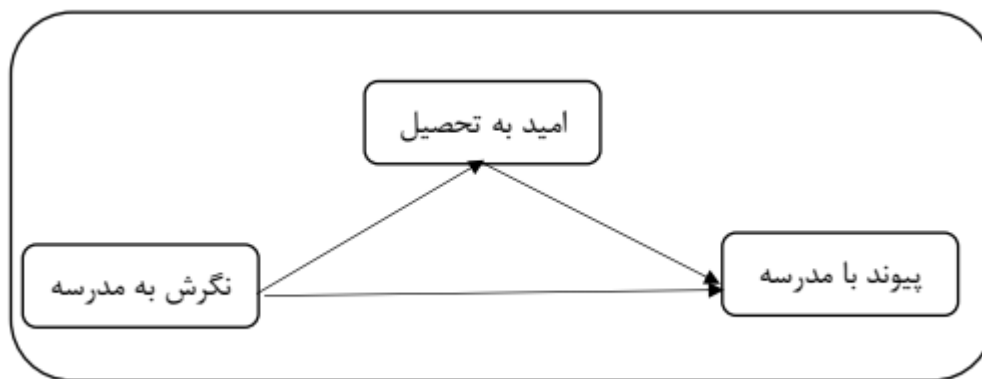 امید به تحصیل
نگرش به مدرسه
پیوند با مدرسه